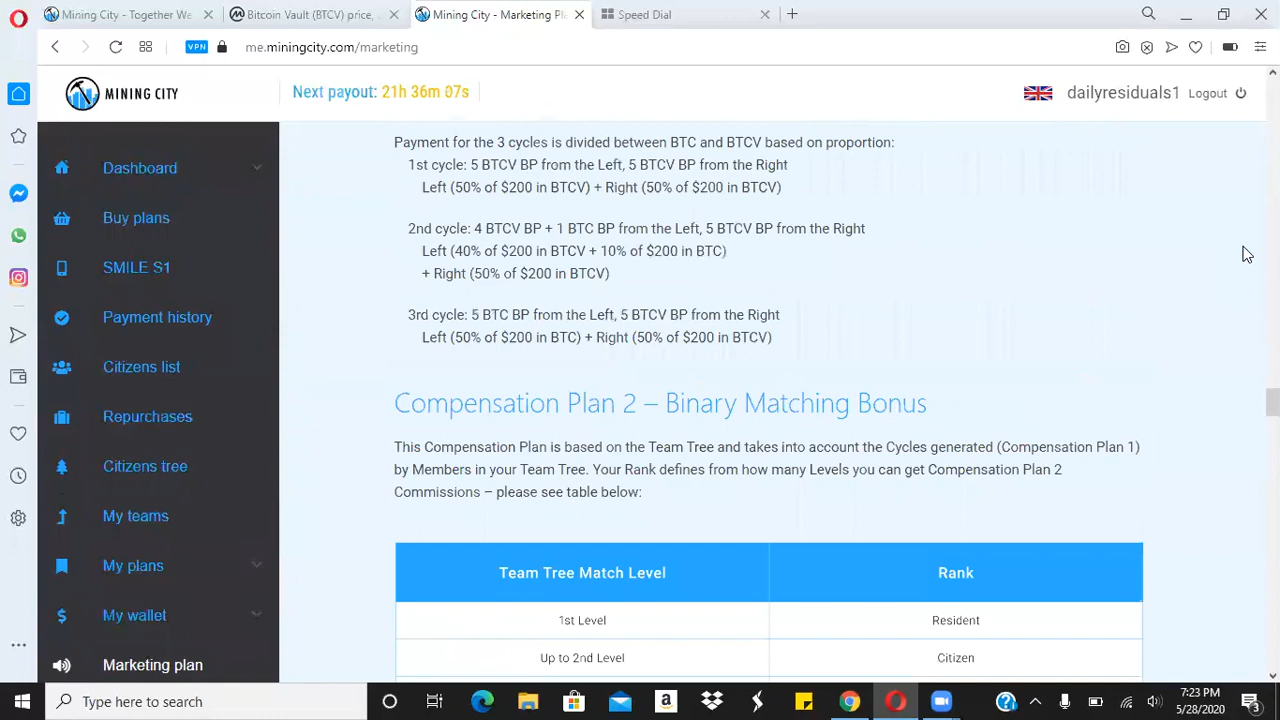 Mining City - Together We
Bitcoin Vault (BTCV) price,
Mining City - Marketing Pl
Speed Dial
VPN
me.miningcity.com/marketing
MINING CITY
Next payout: 21h 36m 07s
dailyresiduals1 Logout
Dashboard
Buy plans
SMILE S1
Payment history
Citizens list
Repurchases
Citizens tree
My teams
My plans
My wallet
Marketing plan
Payment for the 3 cycles is divided between BTC and BTCV based on proportion:
1st cycle: 5 BTCV BP from the Left, 5 BTCV BP from the Right
Left (50% of $200 in BTCV) + Right (50% of $200 in BTCV)
2nd cycle: 4 BTCV BP + 1 BTC BP from the Left, 5 BTCV BP from the Right
Left (40% of $200 in BTCV + 10% of $200 in BTC)
+ Right (50% of $200 in BTCV)
3rd cycle: 5 BTC BP from the Left, 5 BTCV BP from the Right
Left (50% of $200 in BTC) + Right (50% of $200 in BTCV)
Compensation Plan 2 – Binary Matching Bonus
This Compensation Plan is based on the Team Tree and takes into account the Cycles generated (Compensation Plan 1)
by Members in your Team Tree. Your Rank defines from how many Levels you can get Compensation Plan 2
Commissions – please see table below:
Team Tree Match Level Rank
1st Level Resident
Up to 2nd Level Citizen
Type here to search
7:23 PM
5/28/2020
3